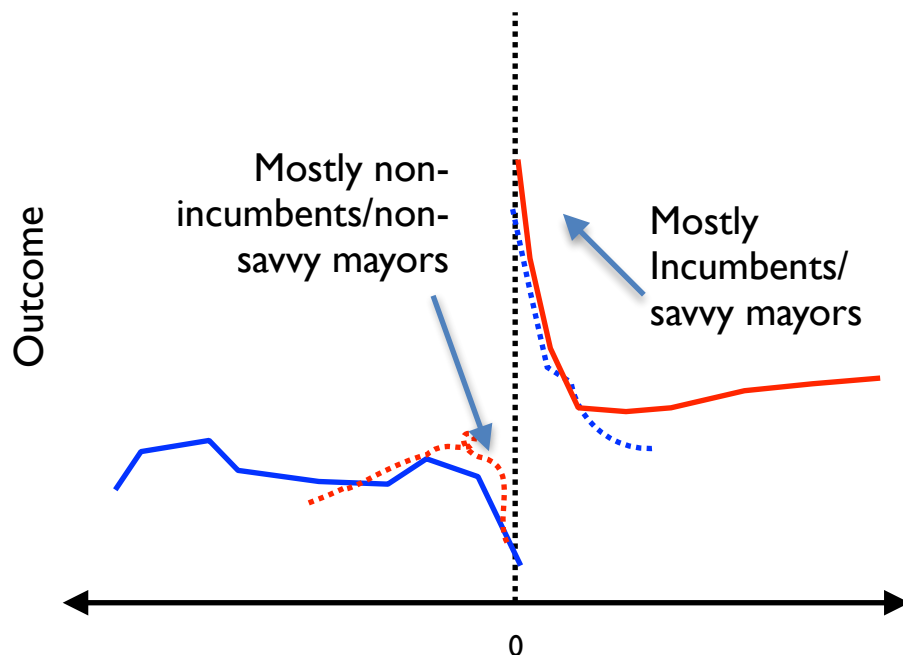 Mostly non-
incumbents/non-
savvy mayors
Mostly
Incumbents/
savvy mayors
Outcome
0